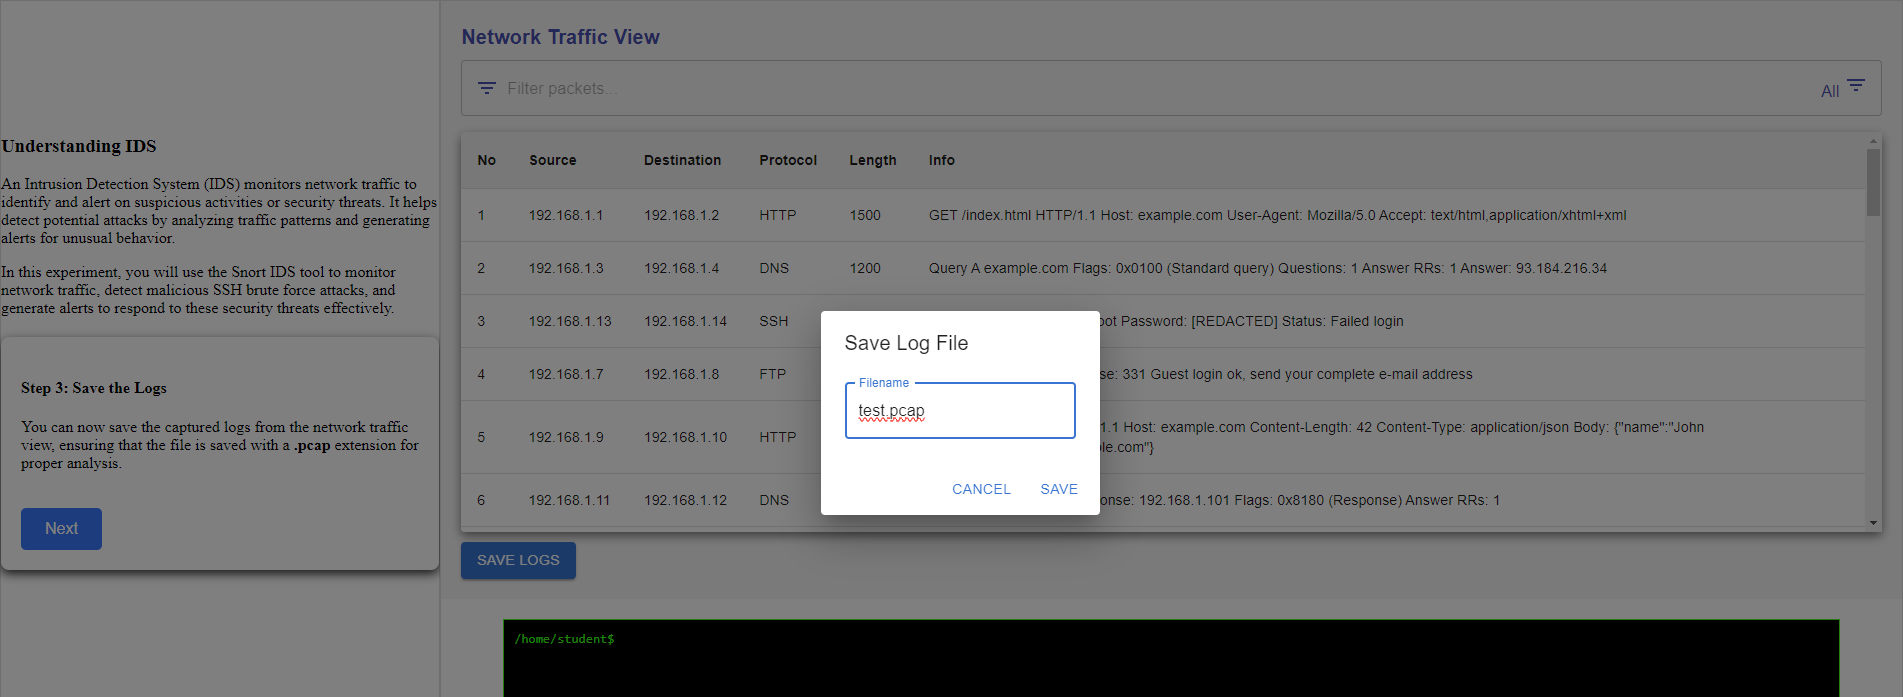 Understanding IDS
An Intrusion Detection System (IDS) monitors network traffic to
identify and alert on suspicious activities or security threats. It helps
detect potential attacks by analyzing traffic patterns and generating
alerts for unusual behavior.
In this experiment, you will use the Snort IDS tool to monitor
network traffic, detect malicious SSH brute force attacks, and
generate alerts to respond to these security threats effectively.
Step 3: Save the Logs
You can now save the captured logs from the network traffic
view, ensuring that the file is saved with a .pcap extension for
proper analysis.
Next
Network Traffic View
Filter packets...
All
No Source Destination Protocol Length Info
1 192.168.1.1 192.168.1.2 HTTP 1500 GET /index.html HTTP/1.1 Host: example.com User-Agent: Mozilla/5.0 Accept: text/html,application/xhtml+xml
2 192.168.1.3 192.168.1.4 DNS 1200 Query A example.com Flags: 0x0100 (Standard query) Questions: 1 Answer RRs: 1 Answer: 93.184.216.34
3 192.168.1.13 192.168.1.14 SSH oot Password: [REDACTED] Status: Failed login
4 192.168.1.7 192.168.1.8 FTP se: 331 Guest login ok, send your complete e-mail address
5 192.168.1.9 192.168.1.10 HTTP 1.1 Host: example.com Content-Length: 42 Content-Type: application/json Body: {"name":"John
le.com"}
6 192.168.1.11 192.168.1.12 DNS onse: 192.168.1.101 Flags: 0x8180 (Response) Answer RRs: 1
Save Log File
Filename
test.pcap
CANCEL SAVE
SAVE LOGS
/home/student$